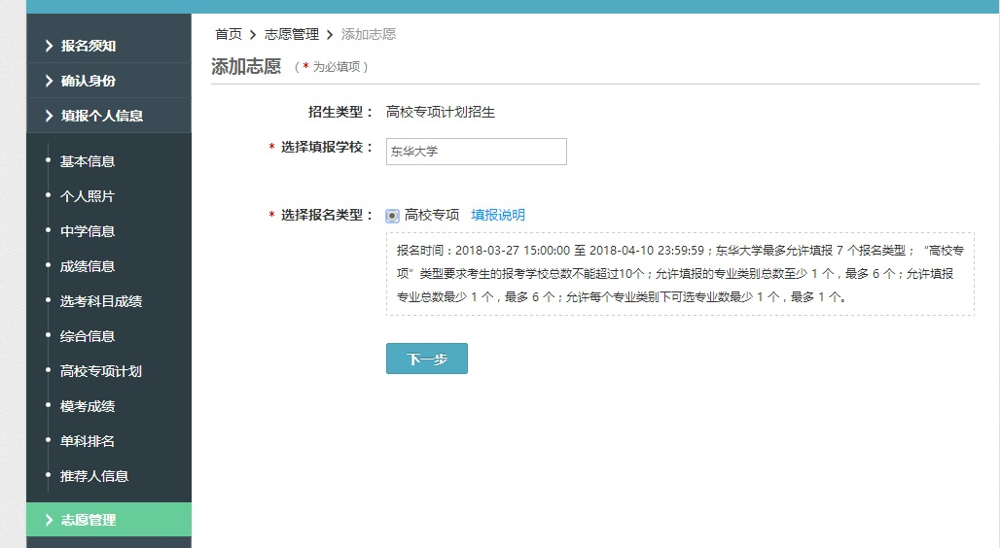 首页 > 志愿管理 > 添加志愿
添加志愿 （ * 为必填项 ）
招生类型： 高校专项计划招生
* 选择填报学校： 东华大学
* 选择报名类型： 高校专项 填报说明
报名时间：2018-03-27 15:00:00 至 2018-04-10 23:59:59；东华大学最多允许填报 7 个报名类型；“高校专
项”类型要求考生的报考学校总数不能超过10个；允许填报的专业类别总数至少 1 个，最多 6 个；允许填报
专业总数最少 1 个，最多 6 个；允许每个专业类别下可选专业数最少 1 个，最多 1 个。
下一步
报名须知
确认身份
填报个人信息
基本信息
个人照片
中学信息
成绩信息
选考科目成绩
综合信息
高校专项计划
模考成绩
单科排名
推荐人信息
志愿管理